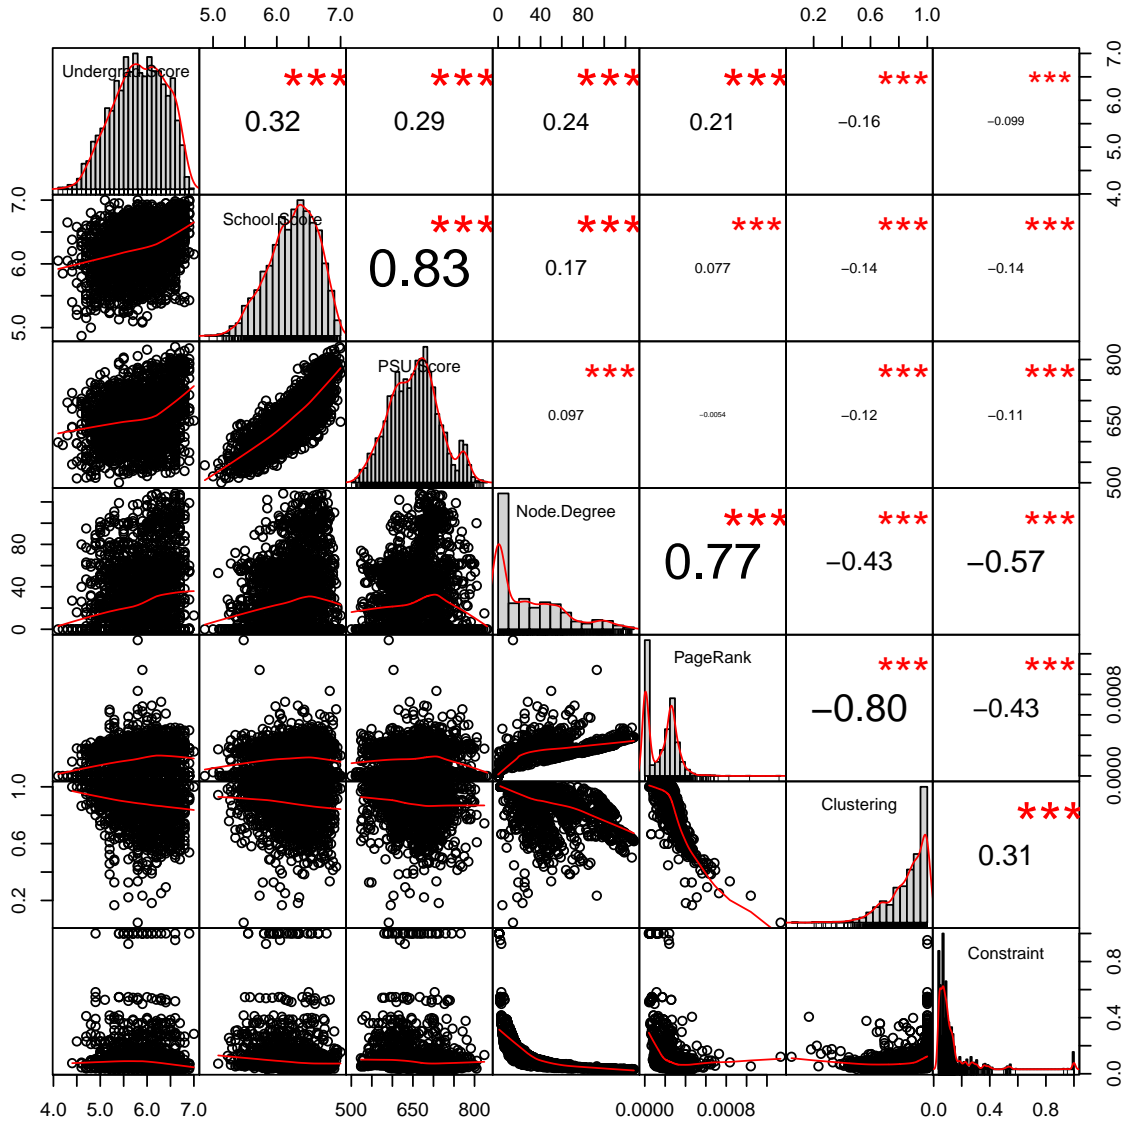 0 40 80
5.0 6.0 7.0
0.2 0.6 1.0
Undergrad.Score
***
0.32
***
0.29
***
0.24
***
0.21
***
−0.16
***
−0.099
4.0 5.0 6.0 7.0
5.0 6.0 7.0
School.Score
***
0.83
***
0.17
***
0.077
***
−0.14
***
−0.14
PSU.Score
***
0.097
−0.0054
***
−0.12
***
−0.11
500 650 800
0 40 80
Node.Degree
***
0.77
***
−0.43
***
−0.57
PageRank
***
−0.80
***
−0.43
0.0000 0.0008
0.2 0.6 1.0
Clustering
***
0.31
Constraint
0.0 0.4 0.8
4.0 5.0 6.0 7.0
500 650 800
0.0000 0.0008
0.0 0.4 0.8